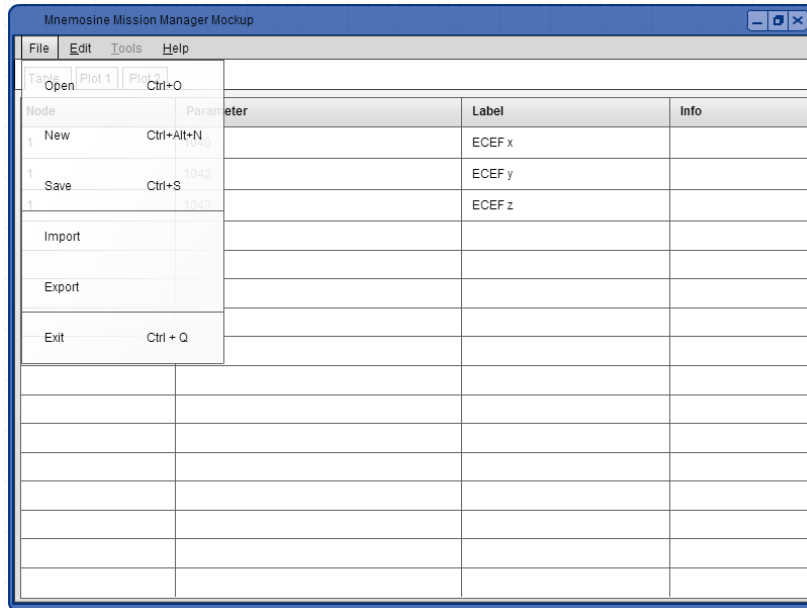 Mnemosine Mission Manager Mockup
File Edit Tools Help
Table Plot 1 Plot 2
Open Ctrl+O
Node Parameter Label Info
New Ctrl+Alt+N
1 1040 ECEF x
1 1042 ECEF y
Save Ctrl+S
1 1043 ECEF z
Import
Export
Exit Ctrl + Q